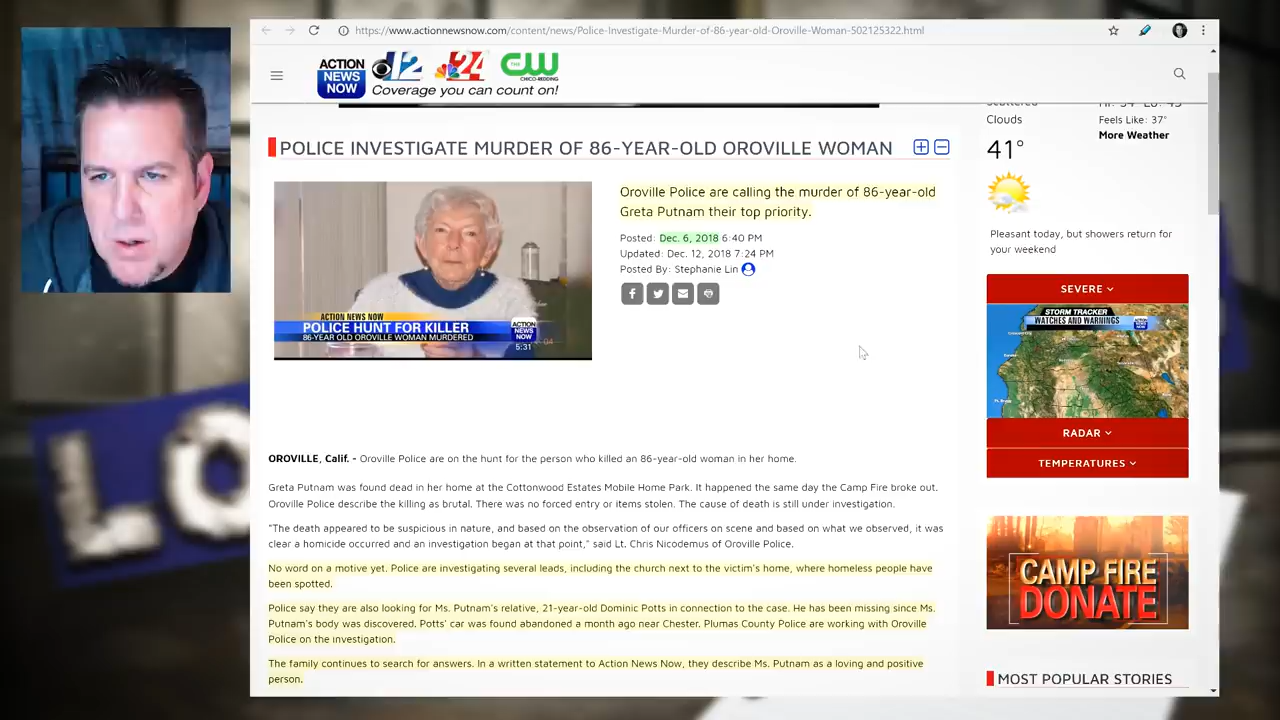 https://www.actionnewsnow.com/content/news/Police-Investigate-Murder-of-86-year-old-Oroville-Woman-502125322.html
ACTION NEWS NOW 12 24 THE CW CHICO-REDDING
Coverage you can count on!
POLICE INVESTIGATE MURDER OF 86-YEAR-OLD OROVILLE WOMAN
Oroville Police are calling the murder of 86-year-old
Greta Putnam their top priority.
Posted: Dec. 6, 2018 6:40 PM
Updated: Dec. 12, 2018 7:24 PM
Posted By: Stephanie Lin
ACTION NEWS NOW
POLICE HUNT FOR KILLER
86-YEAR OLD OROVILLE WOMAN MURDERED
ACTION NEWS NOW
5:31
OROVILLE, Calif. - Oroville Police are on the hunt for the person who killed an 86-year-old woman in her home.
Greta Putnam was found dead in her home at the Cottonwood Estates Mobile Home Park. It happened the same day the Camp Fire broke out.
Oroville Police describe the killing as brutal. There was no forced entry or items stolen. The cause of death is still under investigation.
"The death appeared to be suspicious in nature, and based on the observation of our officers on scene and based on what we observed, it was
clear a homicide occurred and an investigation began at that point," said Lt. Chris Nicodemus of Oroville Police.
No word on a motive yet. Police are investigating several leads, including the church next to the victim's home, where homeless people have
been spotted.
Police say they are also looking for Ms. Putnam's relative, 21-year-old Dominic Potts in connection to the case. He has been missing since Ms.
Putnam's body was discovered. Potts' car was found abandoned a month ago near Chester. Plumas County Police are working with Oroville
Police on the investigation.
The family continues to search for answers. In a written statement to Action News Now, they describe Ms. Putnam as a loving and positive
person.
Clouds
41°
Feels Like: 37°
More Weather
Pleasant today, but showers return for
your weekend
SEVERE
STORM TRACKER
WATCHES AND WARNINGS
RADAR
TEMPERATURES
CAMP FIRE
DONATE
MOST POPULAR STORIES
LO